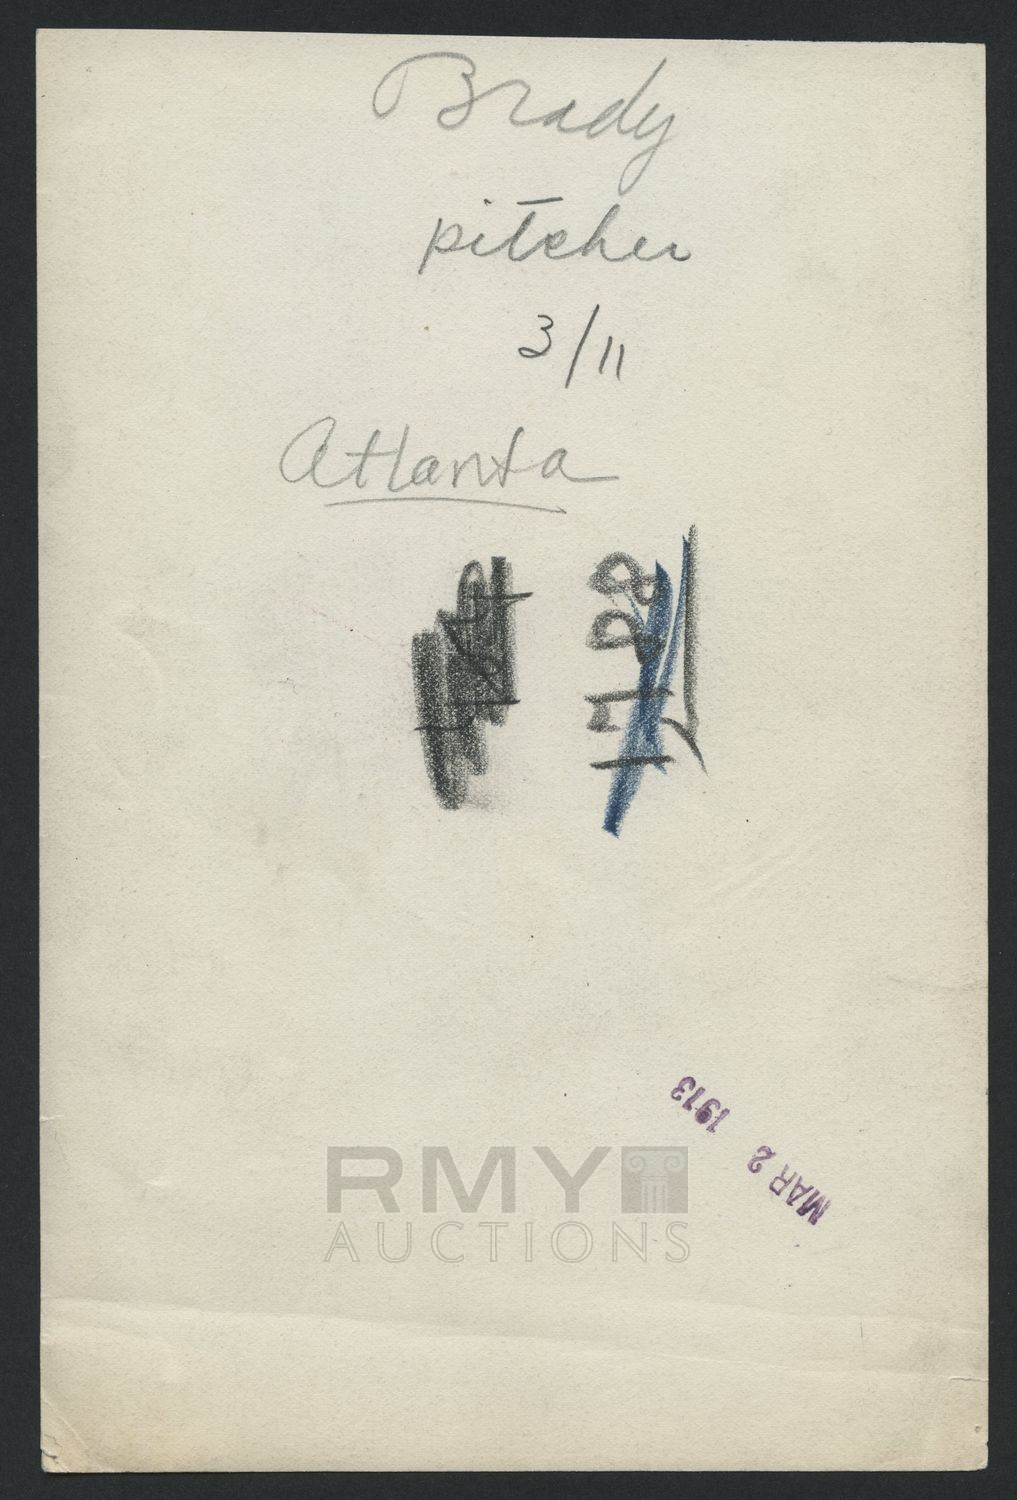 Brady
pitcher
3/11
Atlanta
MAR 2 1913
RMY
AUCTIONS